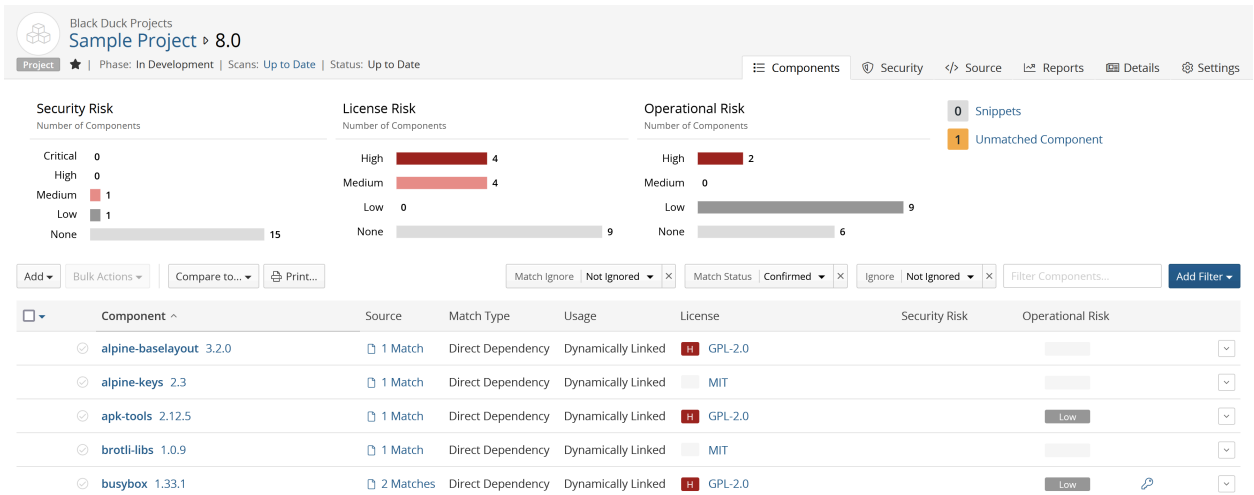 Black Duck Projects
Sample Project 8.0
Project | Phase: In Development | Scans: Up to Date | Status: Up to Date
Components Security Source Reports Details Settings
Security Risk
Number of Components
Critical 0
High 0
Medium 1
Low 1
None 15
License Risk
Number of Components
High 4
Medium 4
Low 0
None 9
Operational Risk
Number of Components
High 2
Medium 0
Low 9
None 6
0 Snippets
1 Unmatched Component
Add Bulk Actions Compare to... Print... Match Ignore Not Ignored × Match Status Confirmed × Ignore Not Ignored × Filter Components... Add Filter
Component Source Match Type Usage License Security Risk Operational Risk
alpine-baselayout 3.2.0 1 Match Direct Dependency Dynamically Linked H GPL-2.0
alpine-keys 2.3 1 Match Direct Dependency Dynamically Linked MIT
apk-tools 2.12.5 1 Match Direct Dependency Dynamically Linked H GPL-2.0 Low
brotli-libs 1.0.9 1 Match Direct Dependency Dynamically Linked MIT
busybox 1.33.1 2 Matches Direct Dependency Dynamically Linked H GPL-2.0 Low